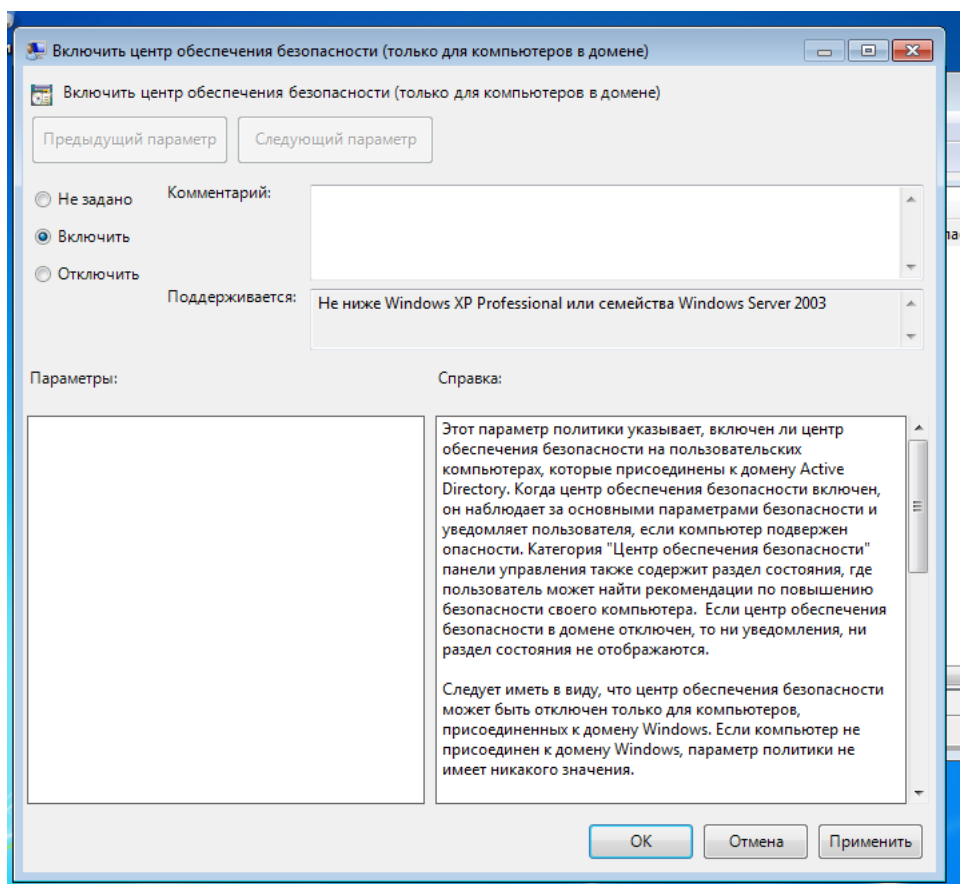 Включить центр обеспечения безопасности (только для компьютеров в домене)
Включить центр обеспечения безопасности (только для компьютеров в домене)
Предыдущий параметр
Следующий параметр
Не задано
Включить
Отключить
Комментарий:
Поддерживается:
Не ниже Windows XP Professional или семейства Windows Server 2003
Параметры:
Справка:
Этот параметр политики указывает, включен ли центр
обеспечения безопасности на пользовательских
компьютерах, которые присоединены к домену Active
Directory. Когда центр обеспечения безопасности включен,
он наблюдает за основными параметрами безопасности и
уведомляет пользователя, если компьютер подвержен
опасности. Категория "Центр обеспечения безопасности"
панели управления также содержит раздел состояния, где
пользователь может найти рекомендации по повышению
безопасности своего компьютера.  Если центр обеспечения
безопасности в домене отключен, то ни уведомления, ни
раздел состояния не отображаются.
Следует иметь в виду, что центр обеспечения безопасности
может быть отключен только для компьютеров,
присоединенных к домену Windows. Если компьютер не
присоединен к домену Windows, параметр политики не
имеет никакого значения.
ОК
Отмена
Применить